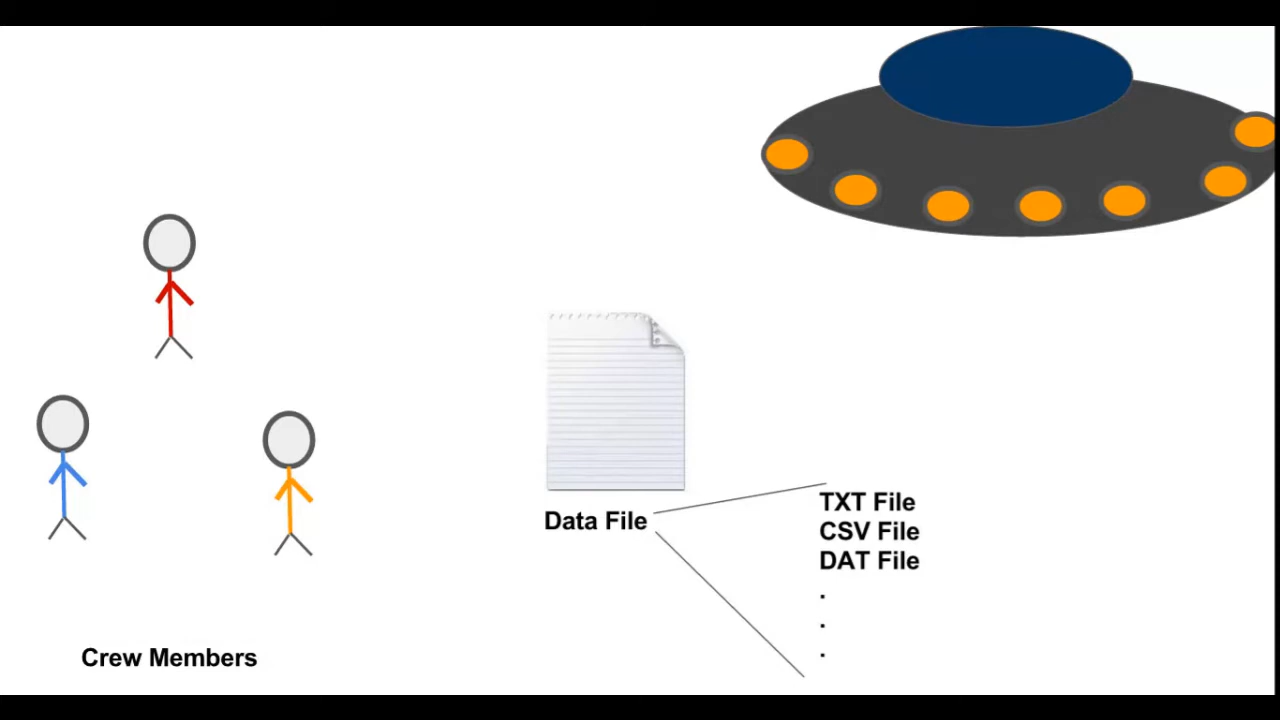 TXT File
Data File
CSV File
DAT File
.
.
.
Crew Members